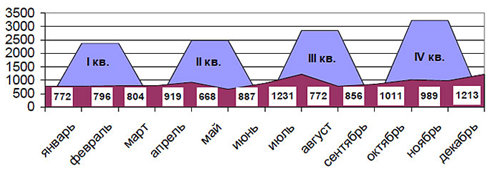 3500
3000
2500
2000
1500
1000
500
0
I кв.
II кв.
III кв.
IV кв.
772
796
804
919
668
887
1231
772
856
1011
989
1213
январь
февраль
март
апрель
май
июнь
июль
август
сентябрь
октябрь
ноябрь
декабрь